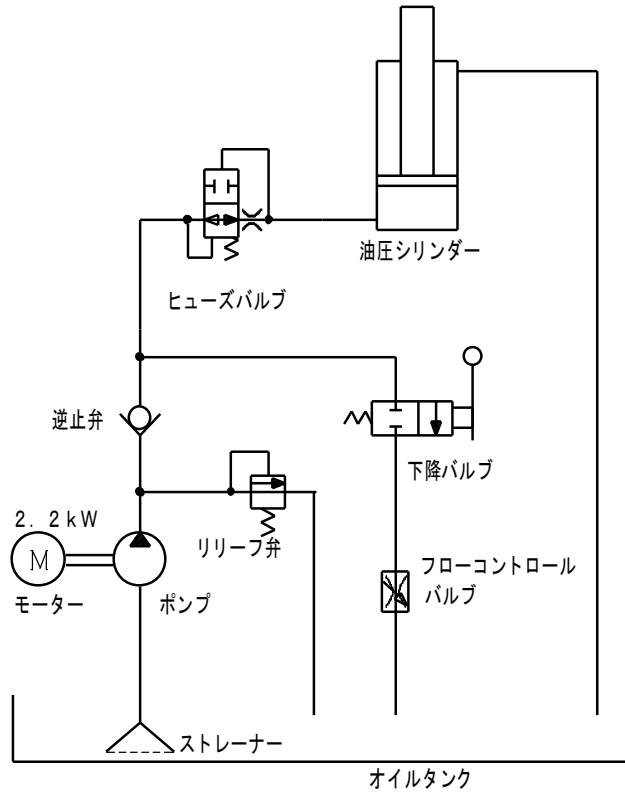 油圧シリンダー
ヒューズバルブ
逆止弁
下降バルブ
2．2kW
リリーフ弁
M
フローコントロール
バルブ
モーター
ポンプ
ストレーナー
オイルタンク